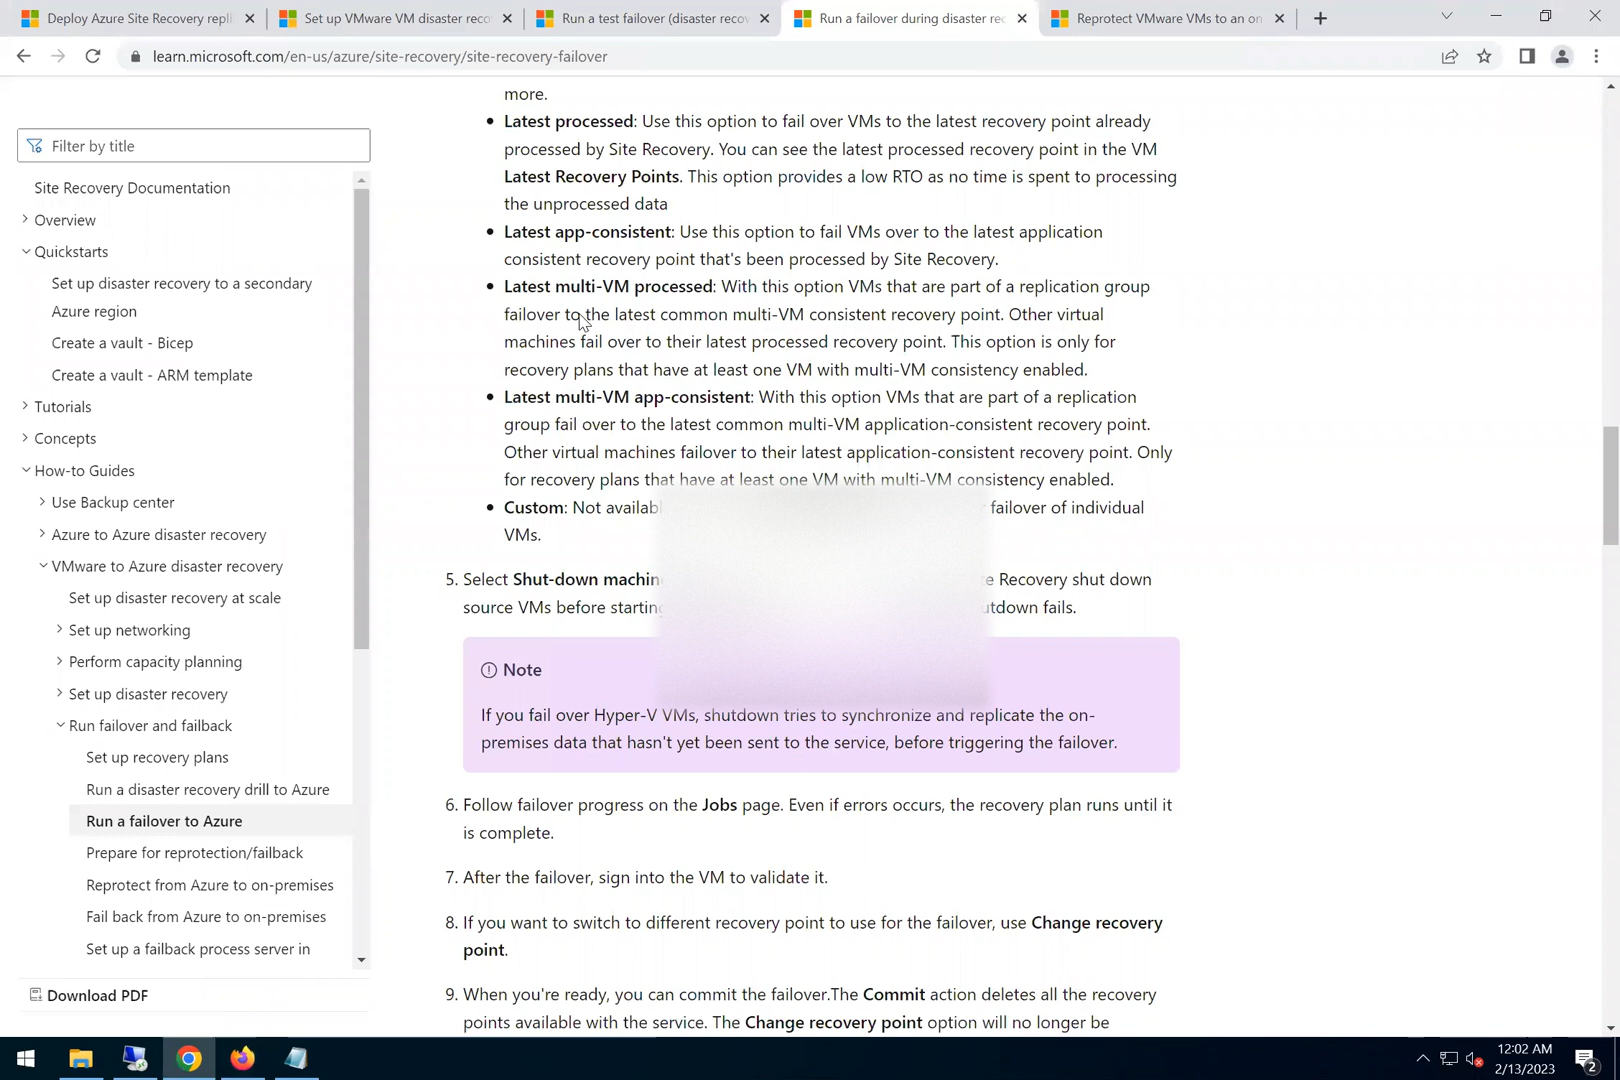 Deploy Azure Site Recovery repli
Set up VMware VM disaster reco
Run a test failover (disaster recov
Run a failover during disaster rec
Reprotect VMware VMs to an on
learn.microsoft.com/en-us/azure/site-recovery/site-recovery-failover
Filter by title
Site Recovery Documentation
Overview
Quickstarts
Set up disaster recovery to a secondary
Azure region
Create a vault - Bicep
Create a vault - ARM template
Tutorials
Concepts
How-to Guides
Use Backup center
Azure to Azure disaster recovery
VMware to Azure disaster recovery
Set up disaster recovery at scale
Set up networking
Perform capacity planning
Set up disaster recovery
Run failover and failback
Set up recovery plans
Run a disaster recovery drill to Azure
Run a failover to Azure
Prepare for reprotection/failback
Reprotect from Azure to on-premises
Fail back from Azure to on-premises
Set up a failback process server in
Download PDF
more.
Latest processed: Use this option to fail over VMs to the latest recovery point already
processed by Site Recovery. You can see the latest processed recovery point in the VM
Latest Recovery Points. This option provides a low RTO as no time is spent to processing
the unprocessed data
Latest app-consistent: Use this option to fail VMs over to the latest application
consistent recovery point that's been processed by Site Recovery.
Latest multi-VM processed: With this option VMs that are part of a replication group
failover to the latest common multi-VM consistent recovery point. Other virtual
machines fail over to their latest processed recovery point. This option is only for
recovery plans that have at least one VM with multi-VM consistency enabled.
Latest multi-VM app-consistent: With this option VMs that are part of a replication
group fail over to the latest common multi-VM application-consistent recovery point.
Other virtual machines failover to their latest application-consistent recovery point. Only
for recovery plans that have at least one VM with multi-VM consistency enabled.
Custom: Not availab failover of individual
VMs.
5. Select Shut-down machin e Recovery shut down
source VMs before starting utdown fails.
Note
If you fail over Hyper-V VMs, shutdown tries to synchronize and replicate the on-
premises data that hasn't yet been sent to the service, before triggering the failover.
6. Follow failover progress on the Jobs page. Even if errors occurs, the recovery plan runs until it
is complete.
7. After the failover, sign into the VM to validate it.
8. If you want to switch to different recovery point to use for the failover, use Change recovery
point.
9. When you're ready, you can commit the failover.The Commit action deletes all the recovery
points available with the service. The Change recovery point option will no longer be
12:02 AM
2/13/2023
2